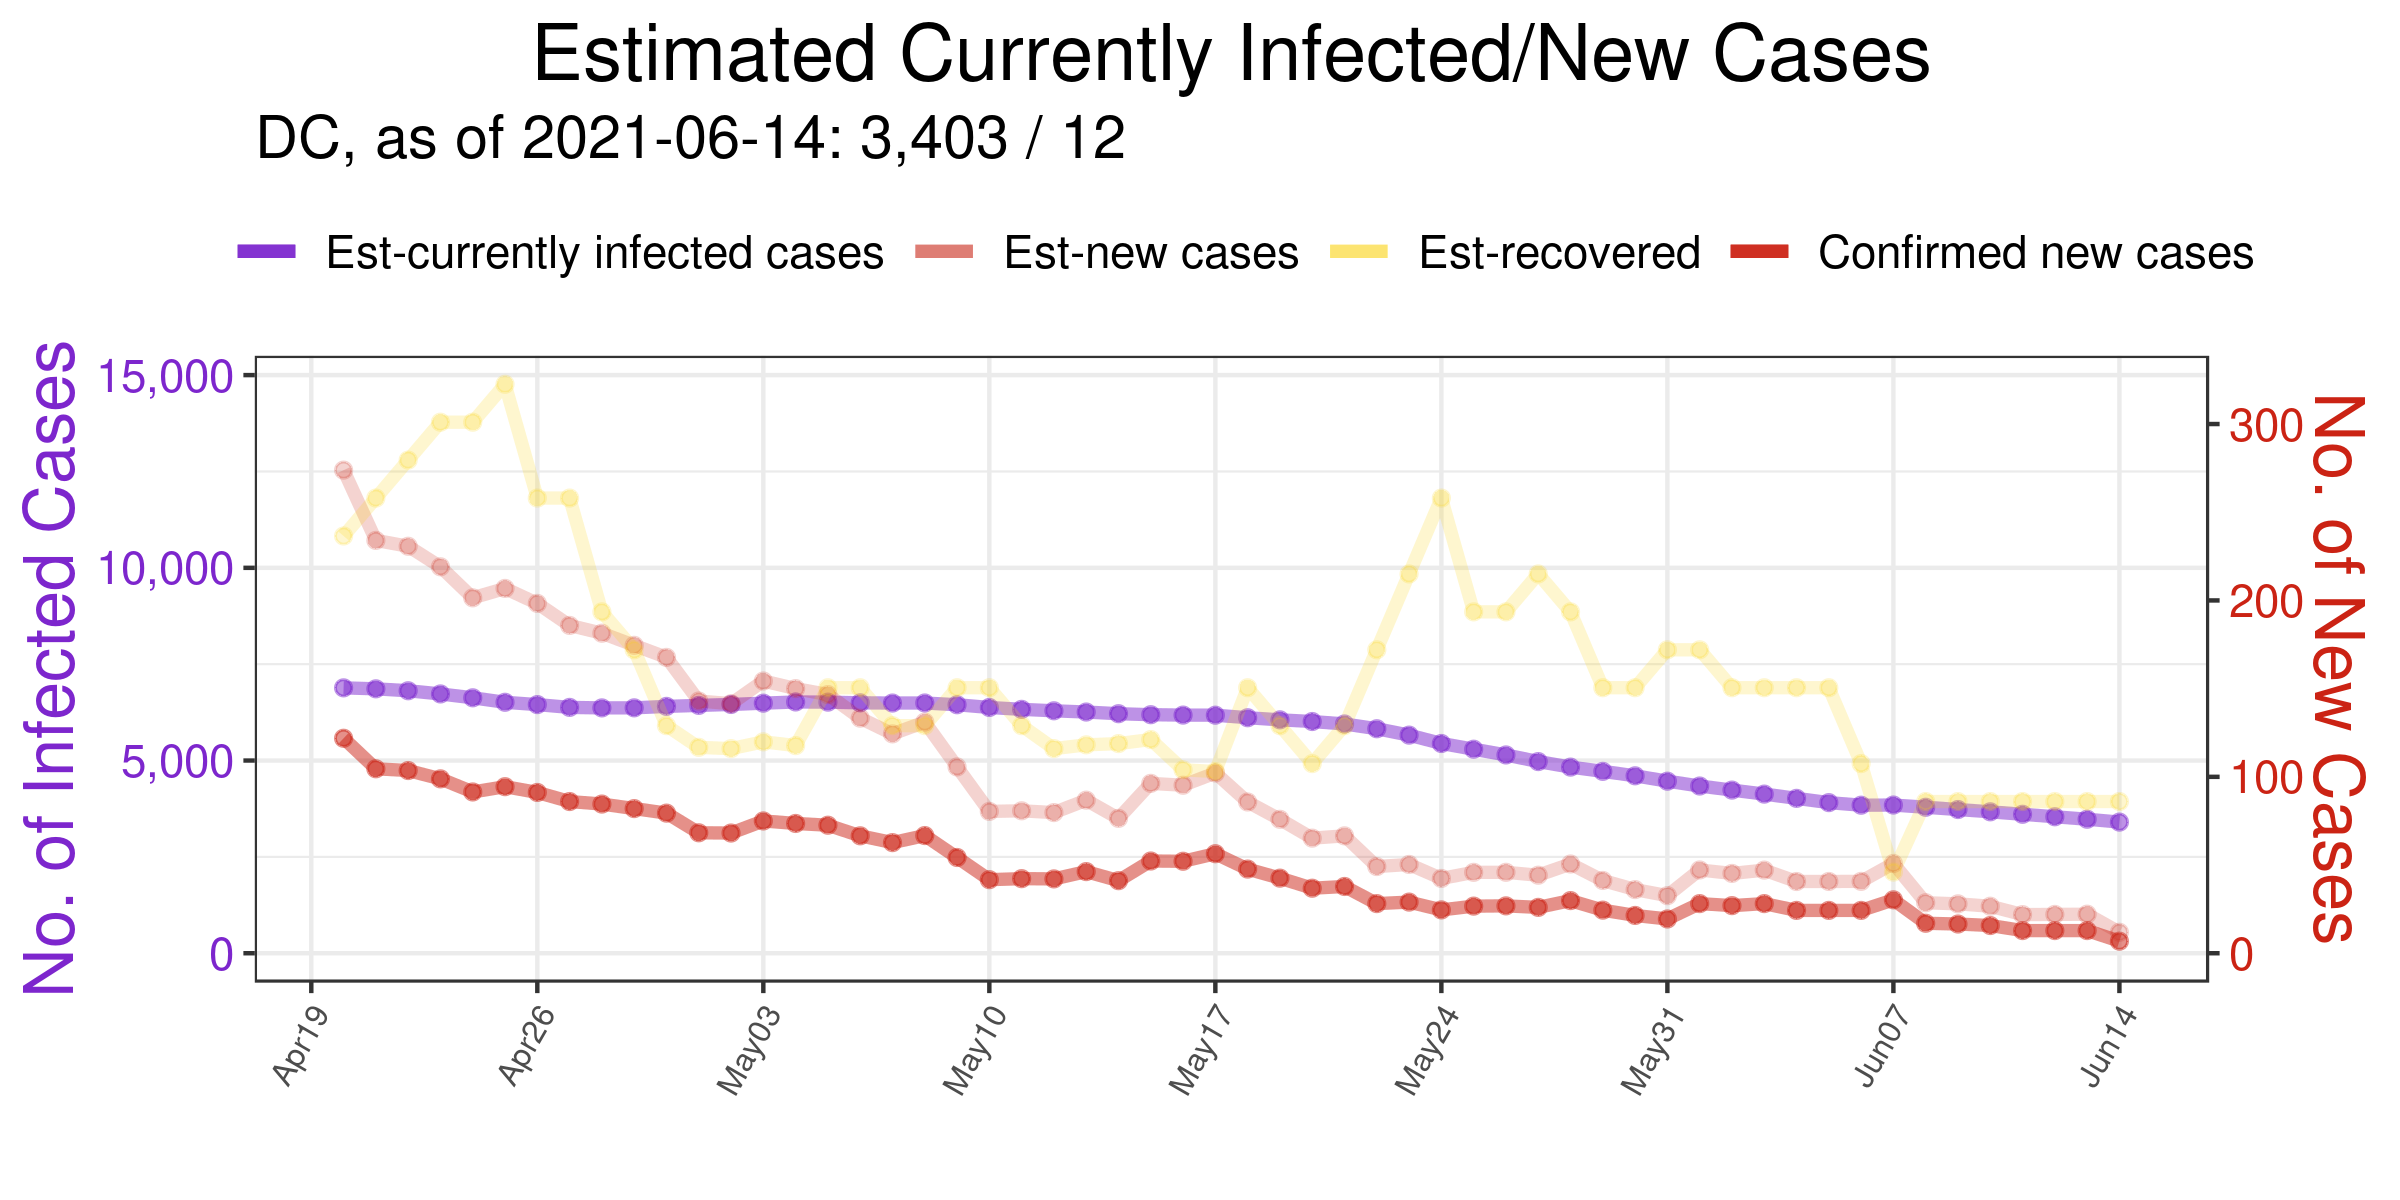 Estimated Currently Infected/New Cases
DC, as of 2021-06-14: 3,403 / 12
Est-currently infected cases Est-new cases Est-recovered Confirmed new cases
No. of Infected Cases
15,000
10,000
5,000
0
300
200
100
0
No. of New Cases
Apr19 Apr26 May03 May10 May17 May24 May31 Jun07 Jun14